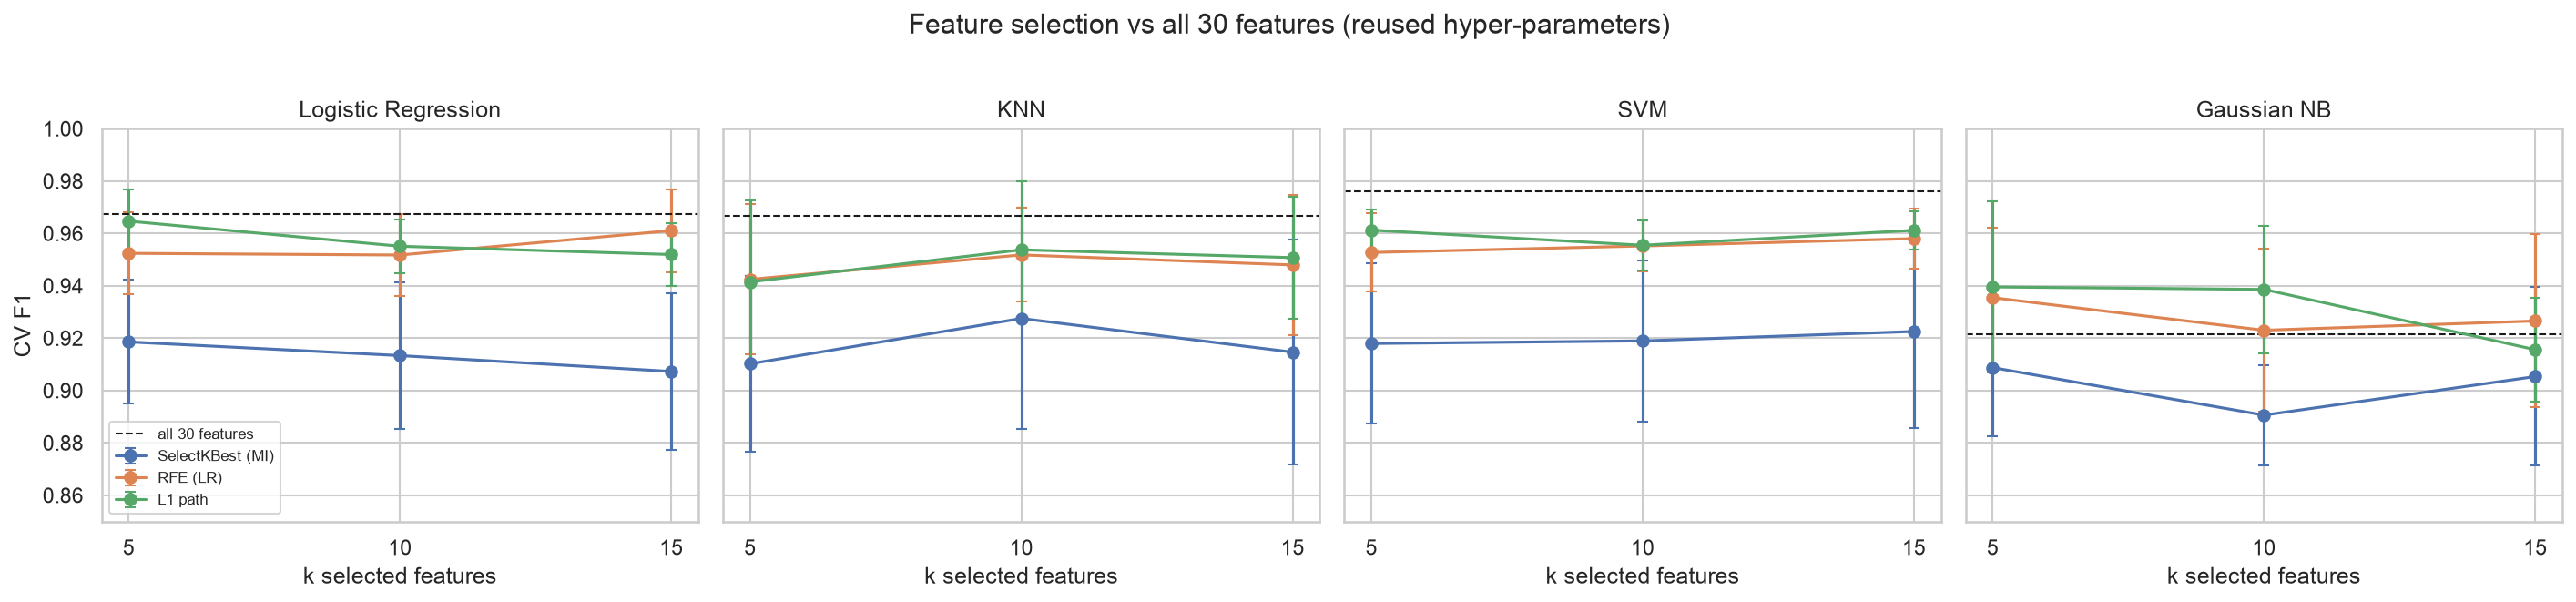 Feature selection vs all 30 features (reused hyper-parameters)
Logistic Regression
KNN
SVM
Gaussian NB
CV F1
1.00
0.98
0.96
0.94
0.92
0.90
0.88
0.86
all 30 features
SelectKBest (MI)
RFE (LR)
L1 path
5 10 15
5 10 15
5 10 15
5 10 15
k selected features
k selected features
k selected features
k selected features